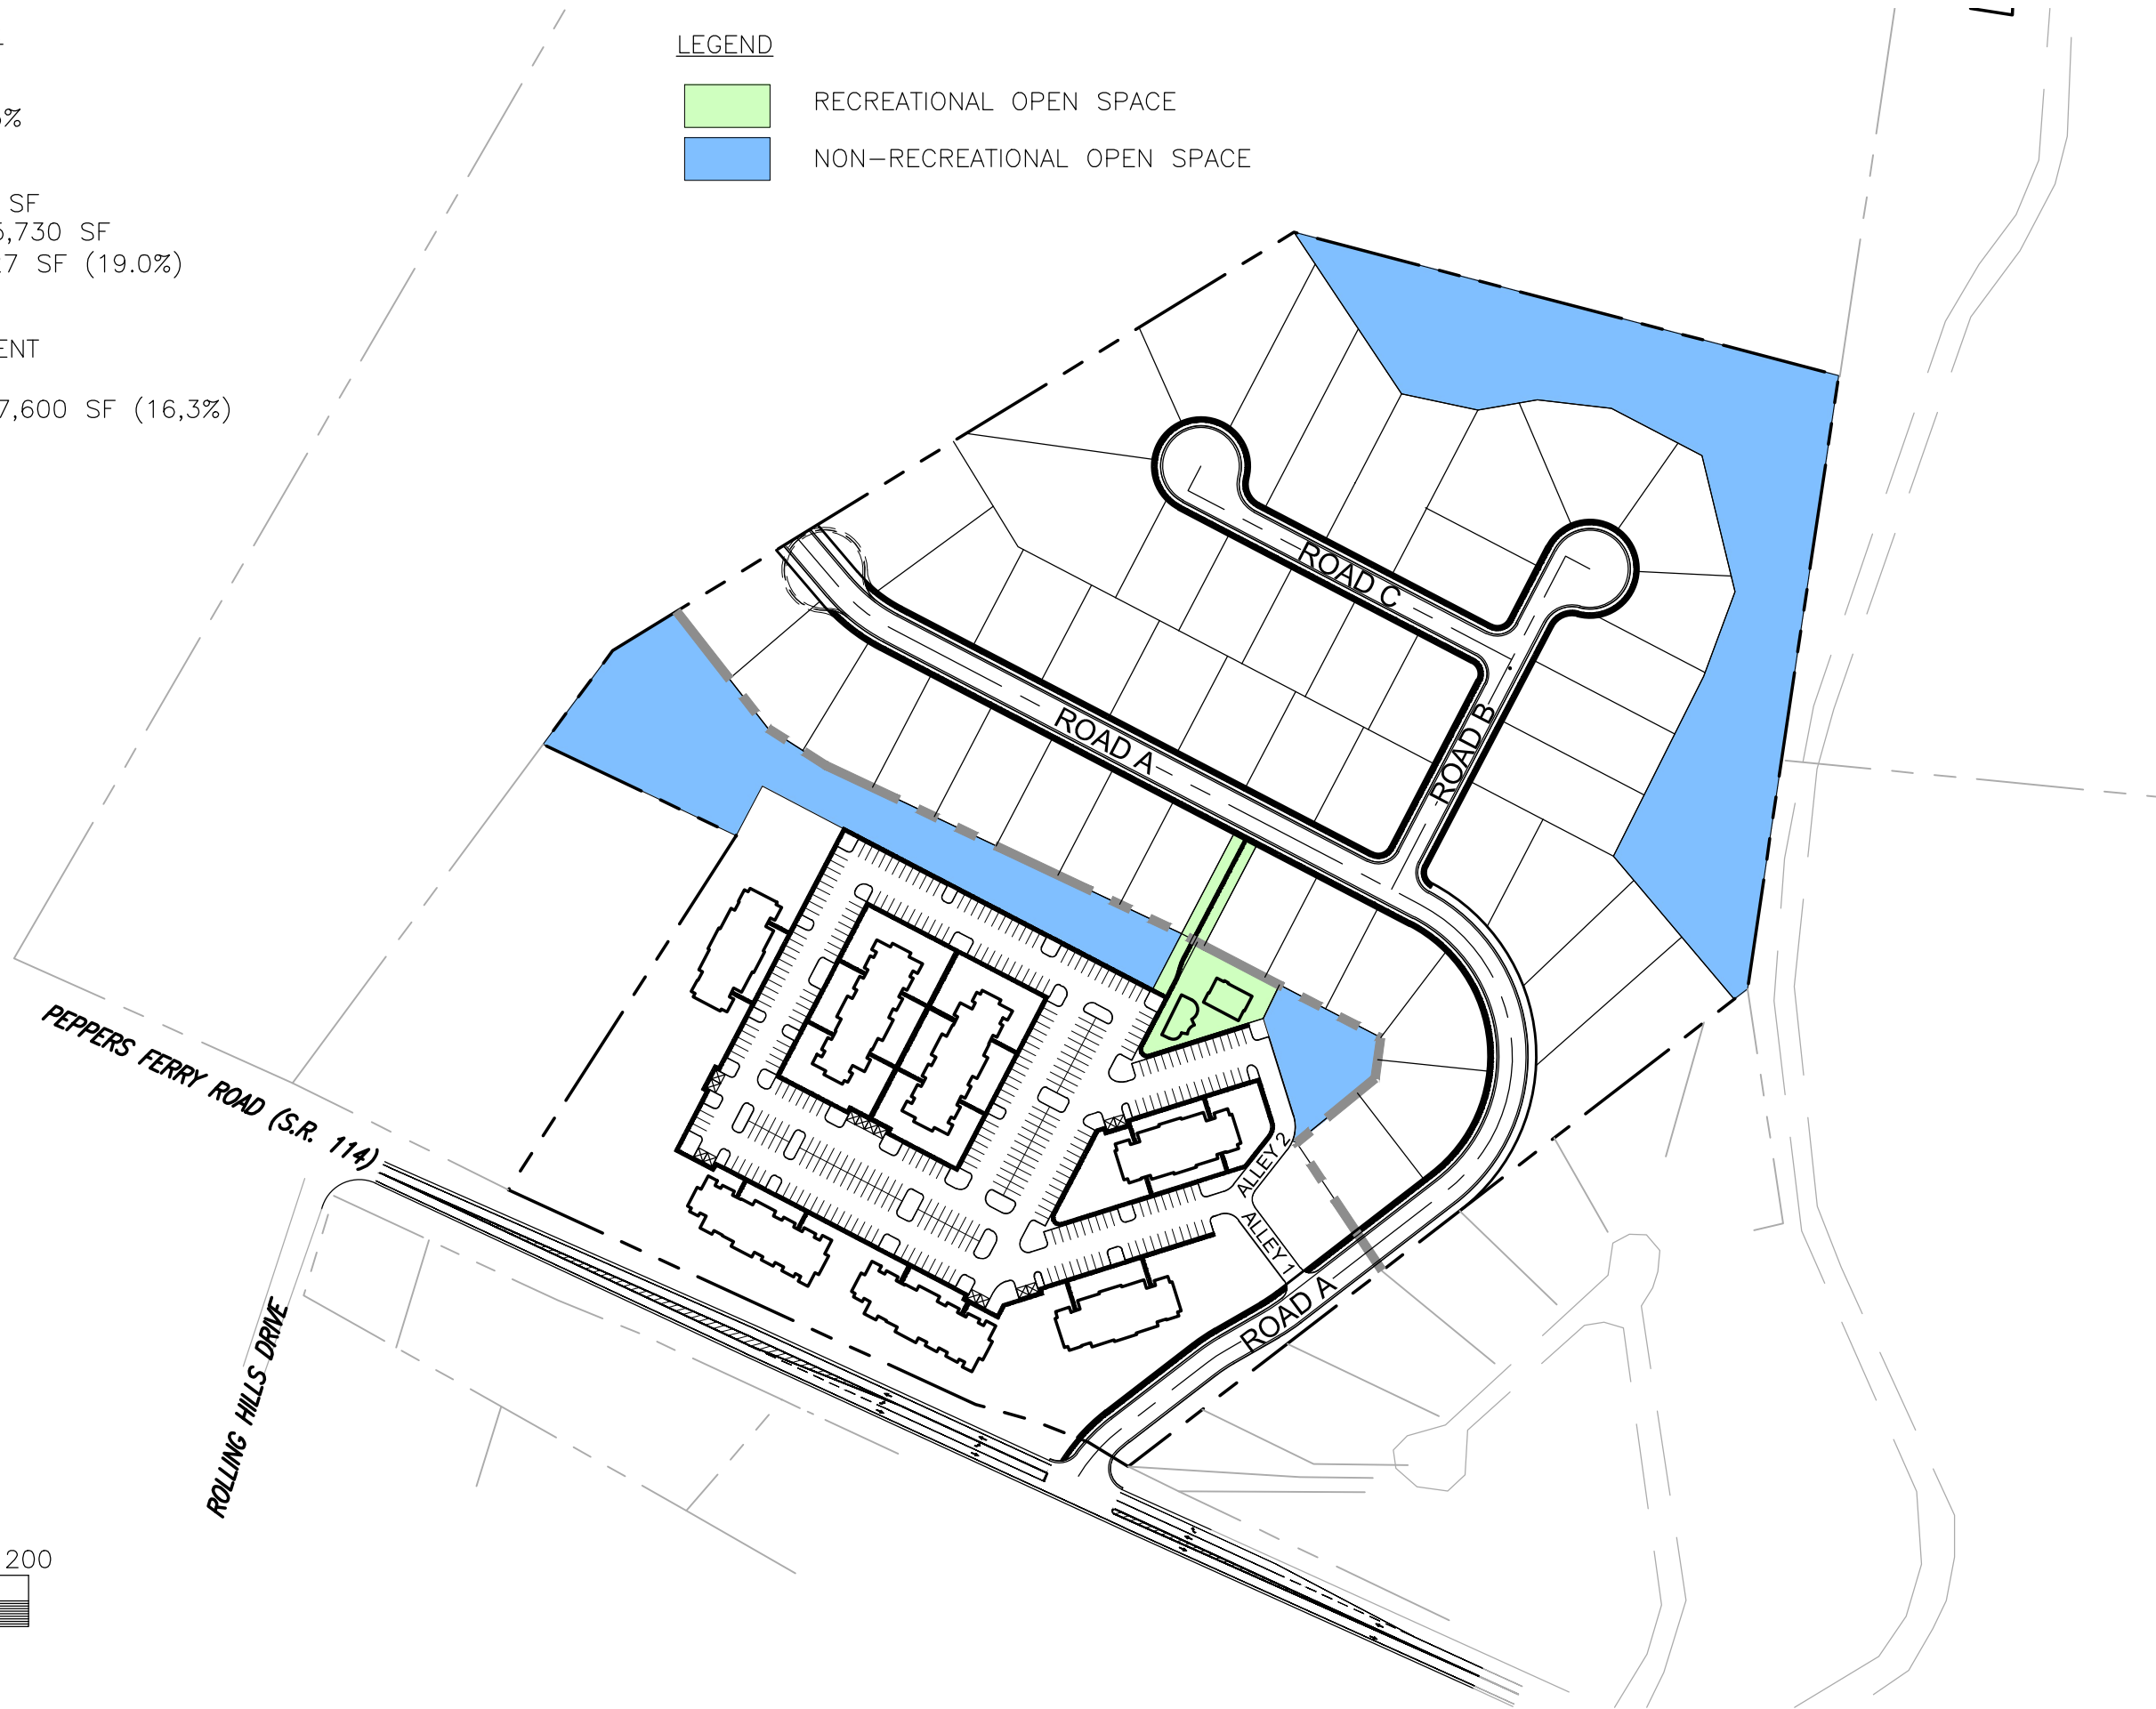 LEGEND
RECREATIONAL OPEN SPACE
NON-RECREATIONAL OPEN SPACE
%
SF
,730 SF
7 SF (19.0%)
ENT
7,600 SF (16,3%)
ROAD C
ROAD A
ROAD B
PEPPERS FERRY ROAD (S.R. 114)
ALLEY 2
ALLEY 1
ROAD A
ROLLING HILLS DRIVE
200